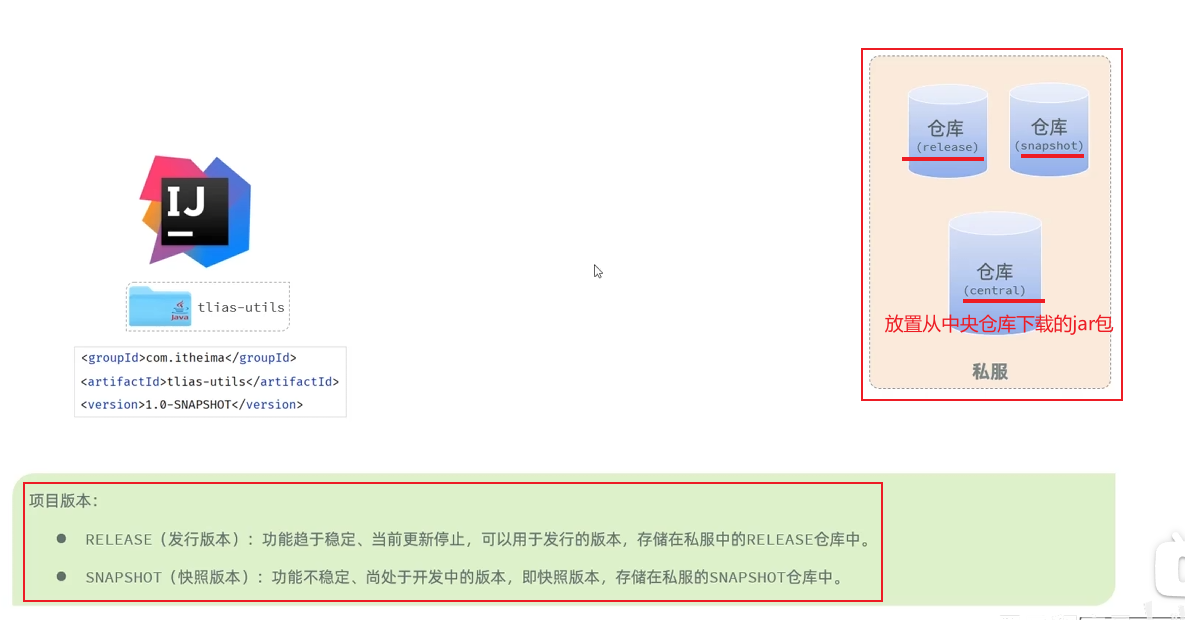 仓库
(release)
仓库
(snapshot)
IJ
仓库
(central)
tlias-utils
Java
放置从中央仓库下载的jar包
<groupId>com.itheima</groupId>
<artifactId>tlias-utils</artifactId>
<version>1.0-SNAPSHOT</version>
私服
项目版本:
● RELEASE（发行版本）: 功能趋于稳定、当前更新停止，可以用于发行的版本，存储在私服中的RELEASE仓库中。
● SNAPSHOT（快照版本）: 功能不稳定、尚处于开发中的版本，即快照版本，存储在私服的SNAPSHOT仓库中。